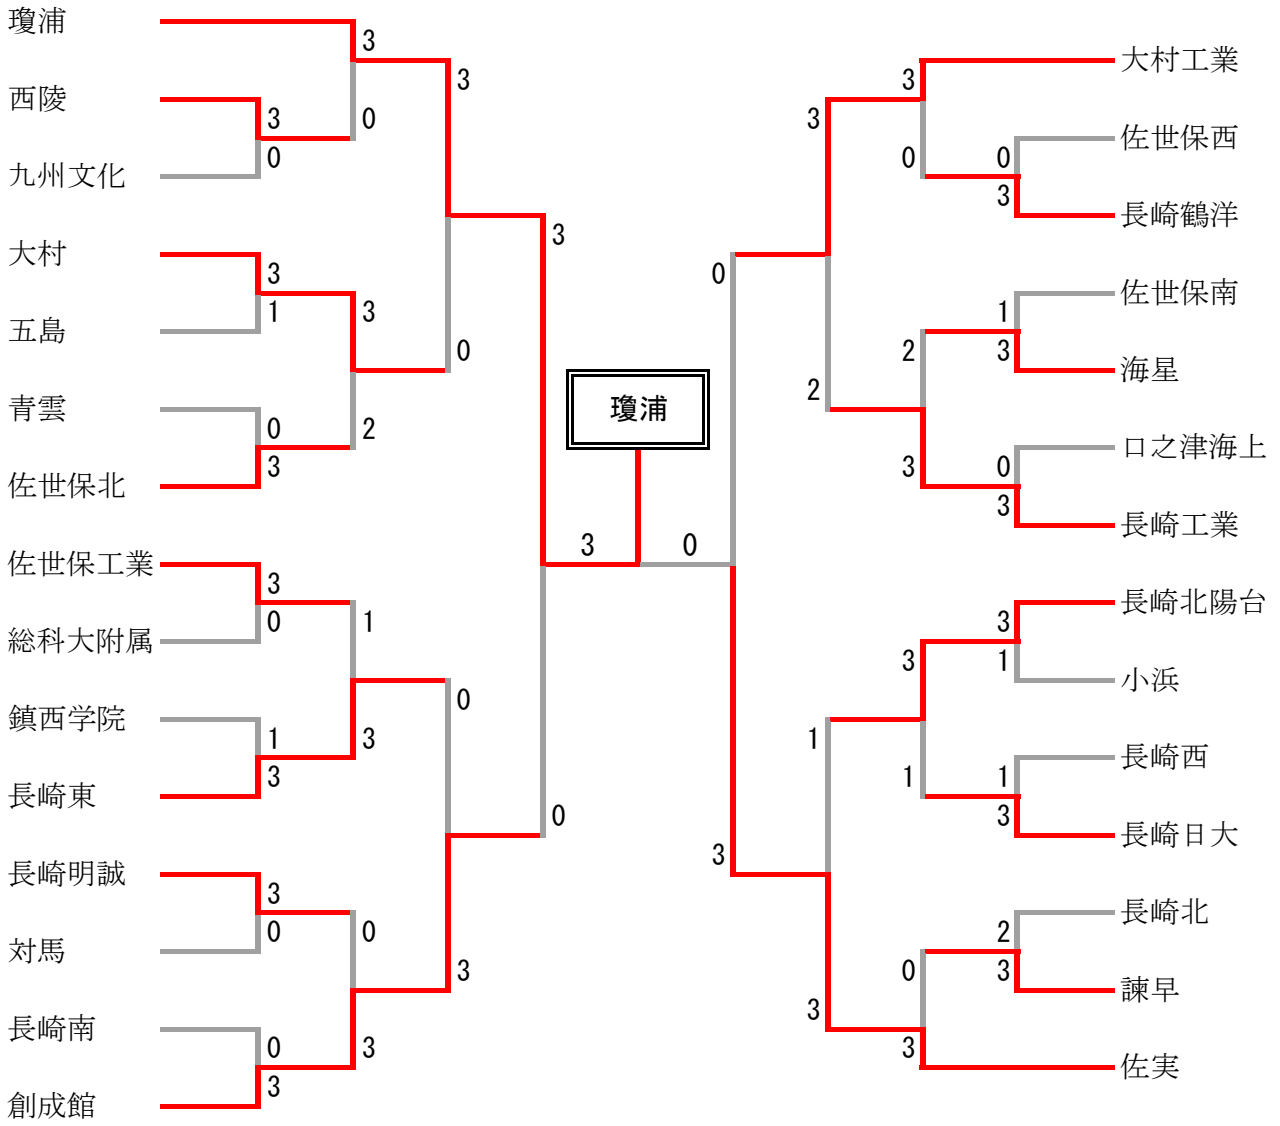 瓊浦
3
3
西陵
3
0
0
九州文化
3
大村
3
3
1
五島
0
青雲
0
2
3
佐世保北
佐世保工業
3
1
0
総科大附属
0
鎮西学院
1
3
3
長崎東
0
長崎明誠
3
0
0
対馬
3
長崎南
0
3
3
創成館
瓊浦
3
0
大村工業
3
3
佐世保西
0
0
3
長崎鶴洋
0
佐世保南
1
2
3
海星
2
口之津海上
0
3
3
長崎工業
長崎北陽台
3
3
1
小浜
1
長崎西
1
1
3
長崎日大
3
長崎北
2
0
3
諫早
3
3
佐実